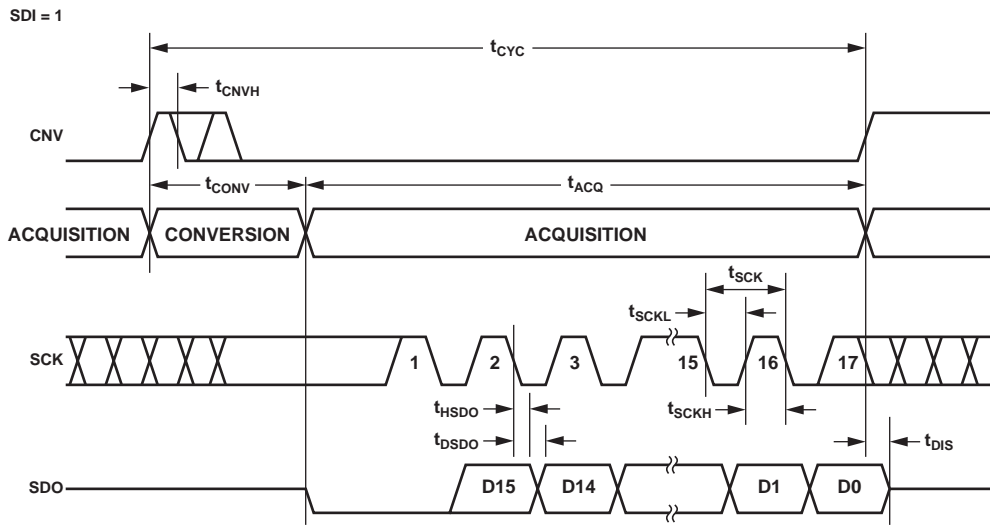 SDI = 1
tCYC
tCNVH
CNV
tCONV
tACQ
ACQUISITION CONVERSION ACQUISITION
tSCK
tSCKL
SCK 1 2 3 15 16 17
tHSDO
tSCKH
tDSDO
tDIS
SDO D15 D14 D1 D0